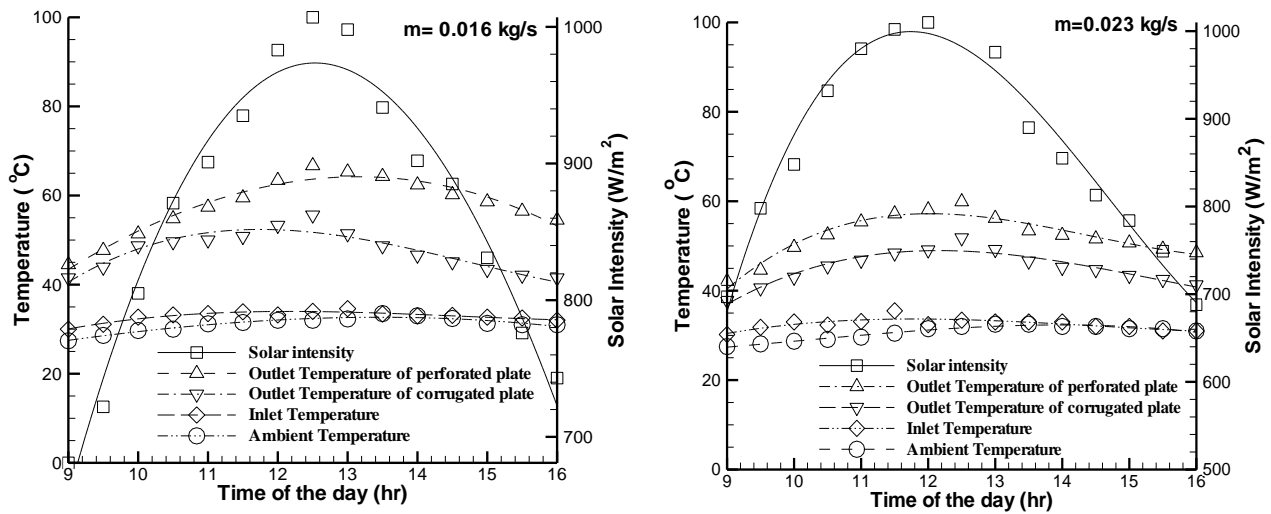 m= 0.016 kg/s
Temperature ( °C)
100
80
60
40
20
0
1000
900
800
700
Solar Intensity (W/m²)
Solar intensity
Outlet Temperature of perforated plate
Outlet Temperature of corrugated plate
Inlet Temperature
Ambient Temperature
9 10 11 12 13 14 15 16
Time of the day (hr)
m=0.023 kg/s
Temperature ( °C)
100
80
60
40
20
0
1000
900
800
700
600
500
Solar Intensity (W/m²)
Solar intensity
Outlet Temperature of perforated plate
Outlet Temperature of corrugated plate
Inlet Temperature
Ambient Temperature
9 10 11 12 13 14 15 16
Time of the day (hr)